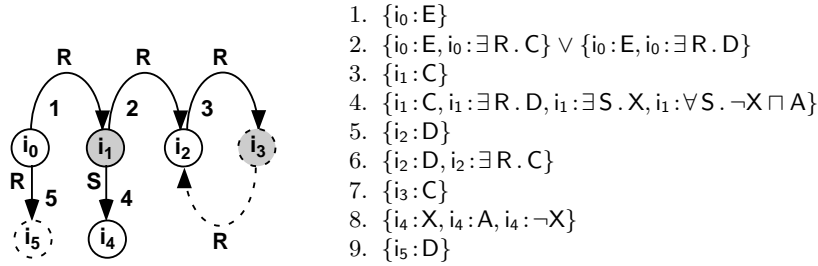 R R R
1 2 3
i₀ i₁ i₂ i₃
R 5 S 4 R
i₅ i₄
1. {i₀:E}
2. {i₀:E, i₀:∃R.C} ∨ {i₀:E, i₀:∃R.D}
3. {i₁:C}
4. {i₁:C, i₁:∃R.D, i₁:∃S.X, i₁:∀S.¬X⊓A}
5. {i₂:D}
6. {i₂:D, i₂:∃R.C}
7. {i₃:C}
8. {i₄:X, i₄:A, i₄:¬X}
9. {i₅:D}